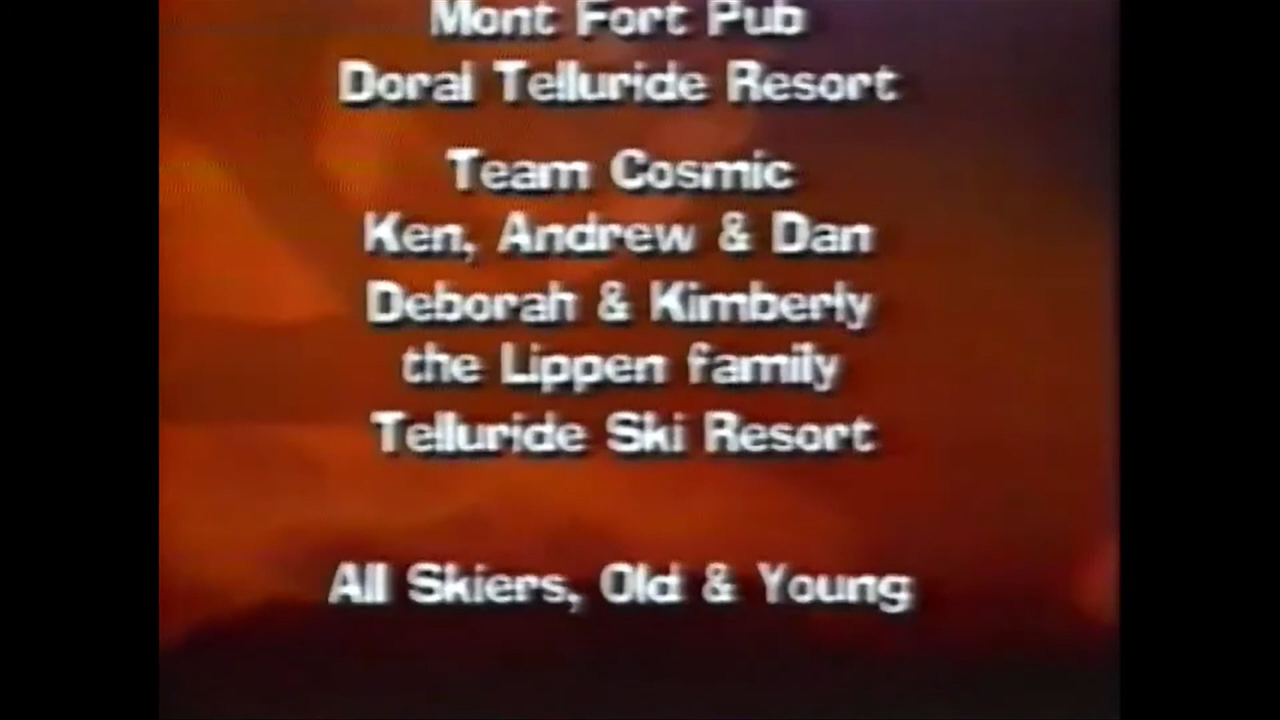 Mont Fort Pub
Doral Telluride Resort
Team Cosmic
Ken, Andrew & Dan
Deborah & Kimberly
the Lippen family
Telluride Ski Resort
All Skiers, Old & Young